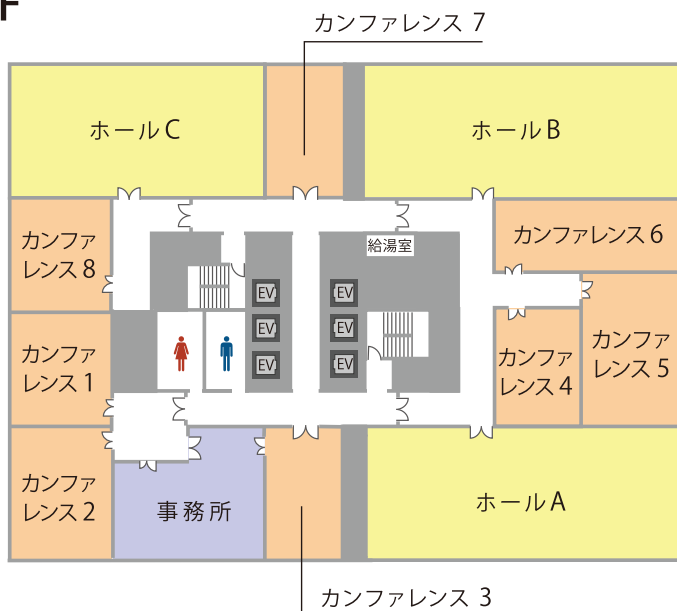 F
カンファレンス 7
ホールC
ホールB
カンファ
レンス 8
カンファレンス 6
給湯室
EV
EV
EV
EV
EV
EV
カンファ
レンス 1
カンファ
レンス 4
カンファ
レンス 5
カンファ
レンス 2
事務所
ホールA
カンファレンス 3